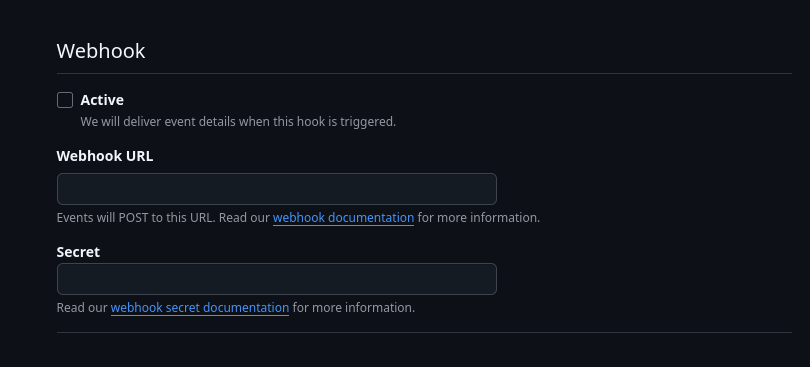 Webhook
Active
We will deliver event details when this hook is triggered.
Webhook URL
Events will POST to this URL. Read our webhook documentation for more information.
Secret
Read our webhook secret documentation for more information.